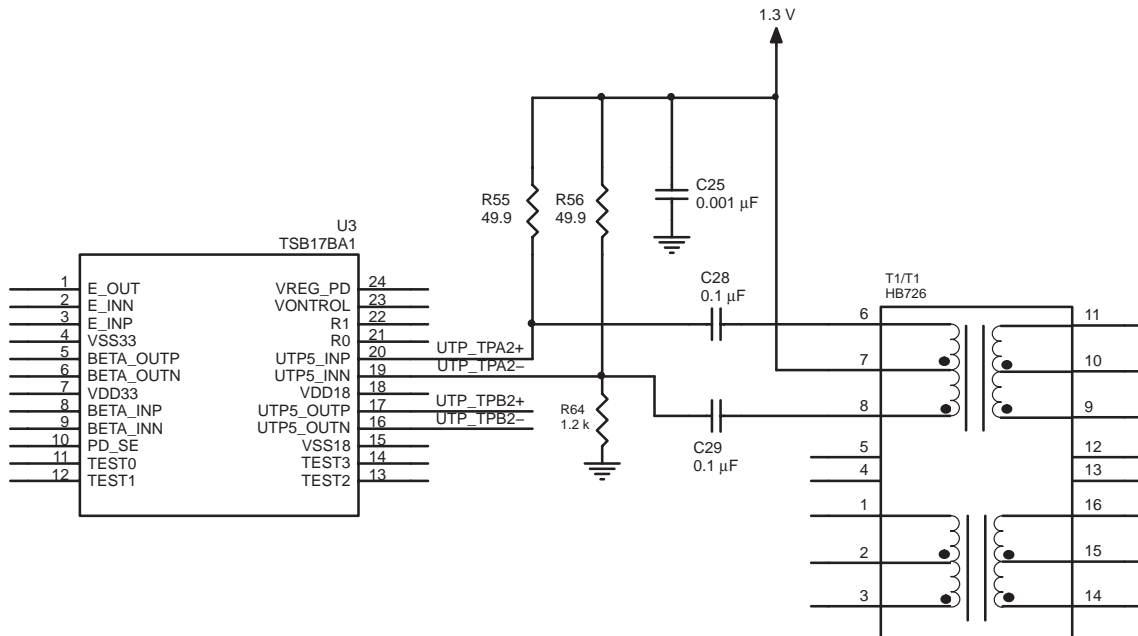 1.3 V
R55
49.9
R56
49.9
C25
0.001 μF
U3
TSB17BA1
1 E_OUT VREG_PD 24
2 E_INN VONTROL 23
3 E_INP R1 22
4 VSS33 R0 21
5 BETA_OUTP UTP5_INP 20 UTP_TPA2+
6 BETA_OUTN UTP5_INN 19 UTP_TPA2−
7 VDD33 VDD18 18
8 BETA_INP UTP5_OUTP 17 UTP_TPB2+
9 BETA_INN UTP5_OUTN 16 UTP_TPB2−
10 PD_SE VSS18 15
11 TEST0 TEST3 14
12 TEST1 TEST2 13
R64
1.2 k
C28
0.1 μF
C29
0.1 μF
T1/T1
HB726
6 11
7 10
8 9
5 12
4 13
1 16
2 15
3 14